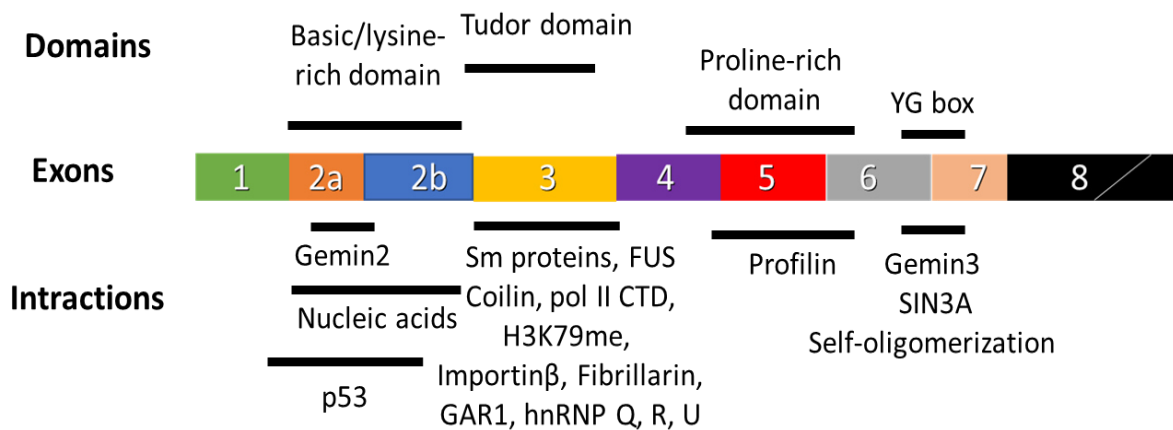 Domains
Basic/lysine-
rich domain
Tudor domain
Proline-rich
domain
YG box
Exons
1 2a 2b 3 4 5 6 7 8
Intractions
Gemin2
Nucleic acids
p53
Sm proteins, FUS
Coilin, pol II CTD,
H3K79me,
Importinβ, Fibrillarin,
GAR1, hnRNP Q, R, U
Profilin
Gemin3
SIN3A
Self-oligomerization